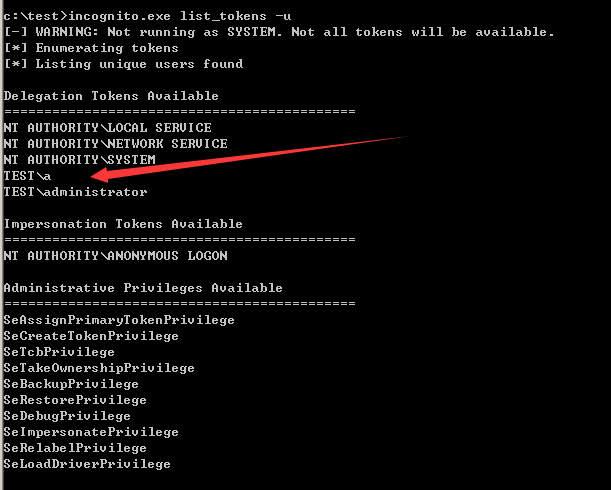 c:\test>incognito.exe list_tokens -u
[-] WARNING: Not running as SYSTEM. Not all tokens will be available.
[*] Enumerating tokens
[*] Listing unique users found
Delegation Tokens Available
============================================
NT AUTHORITY\LOCAL SERVICE
NT AUTHORITY\NETWORK SERVICE
NT AUTHORITY\SYSTEM
TEST\a
TEST\administrator
Impersonation Tokens Available
============================================
NT AUTHORITY\ANONYMOUS LOGON
Administrative Privileges Available
============================================
SeAssignPrimaryTokenPrivilege
SeCreateTokenPrivilege
SeTcbPrivilege
SeTakeOwnershipPrivilege
SeBackupPrivilege
SeRestorePrivilege
SeDebugPrivilege
SeImpersonatePrivilege
SeRelabelPrivilege
SeLoadDriverPrivilege